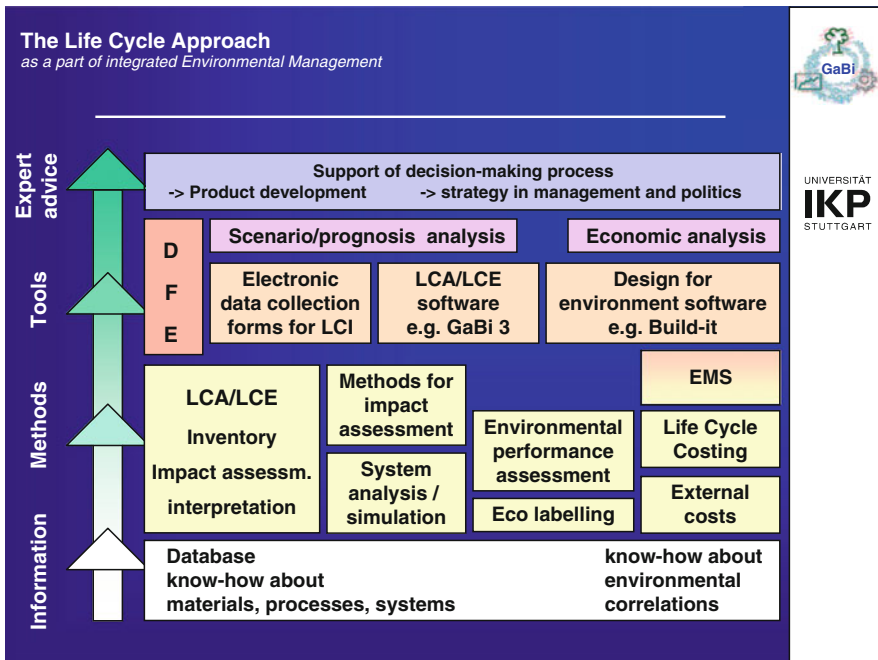 The Life Cycle Approach
as a part of integrated Environmental Management
GaBi
UNIVERSITÄT
IKP
STUTTGART
Expert
advice
Support of decision-making process
-> Product development -> strategy in management and politics
Tools
D
F
E
Scenario/prognosis analysis
Economic analysis
Electronic
data collection
forms for LCI
LCA/LCE
software
e.g. GaBi 3
Design for
environment software
e.g. Build-it
Methods
LCA/LCE
Inventory
Impact assessm.
interpretation
Methods for
impact
assessment
System
analysis /
simulation
Environmental
performance
assessment
Eco labelling
EMS
Life Cycle
Costing
External
costs
Information
Database
know-how about
materials, processes, systems
know-how about
environmental
correlations